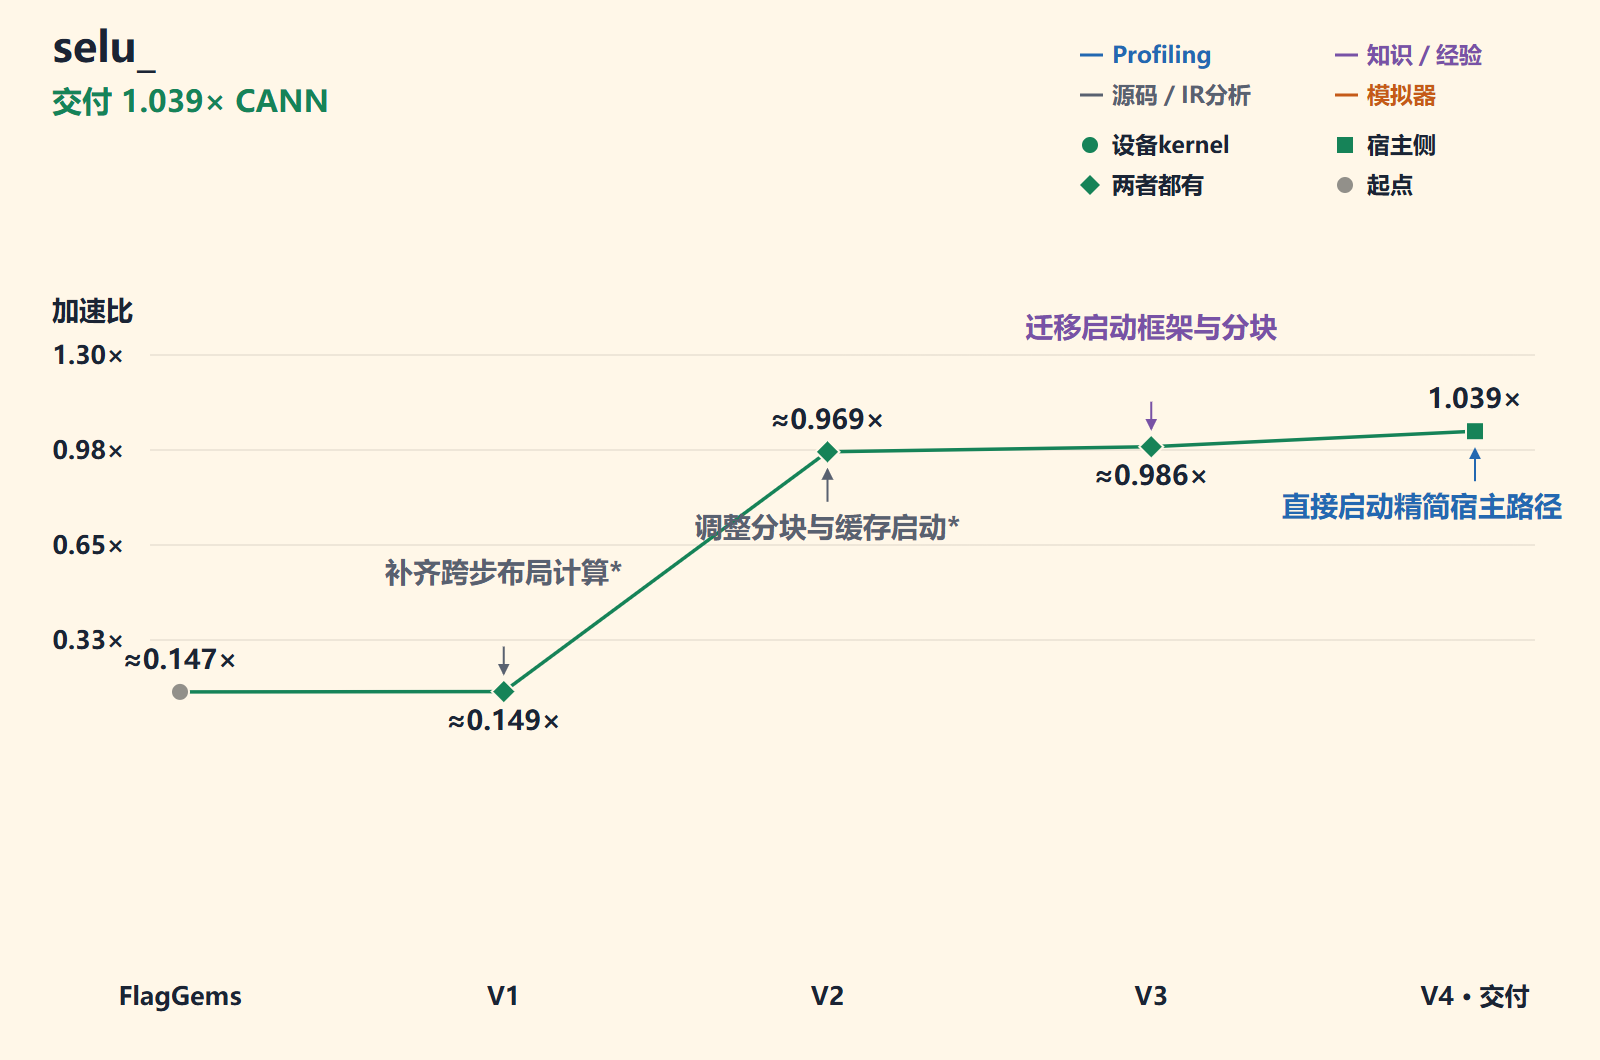 selu_
交付 1.039× CANN
Profiling
知识 / 经验
源码 / IR分析
模拟器
设备kernel
宿主侧
两者都有
起点
加速比
迁移启动框架与分块
1.30×
1.039×
≈0.969×
0.98×
≈0.986×
直接启动精简宿主路径
调整分块与缓存启动*
0.65×
补齐跨步布局计算*
0.33×
≈0.147×
≈0.149×
FlagGems
V1
V2
V3
V4 • 交付